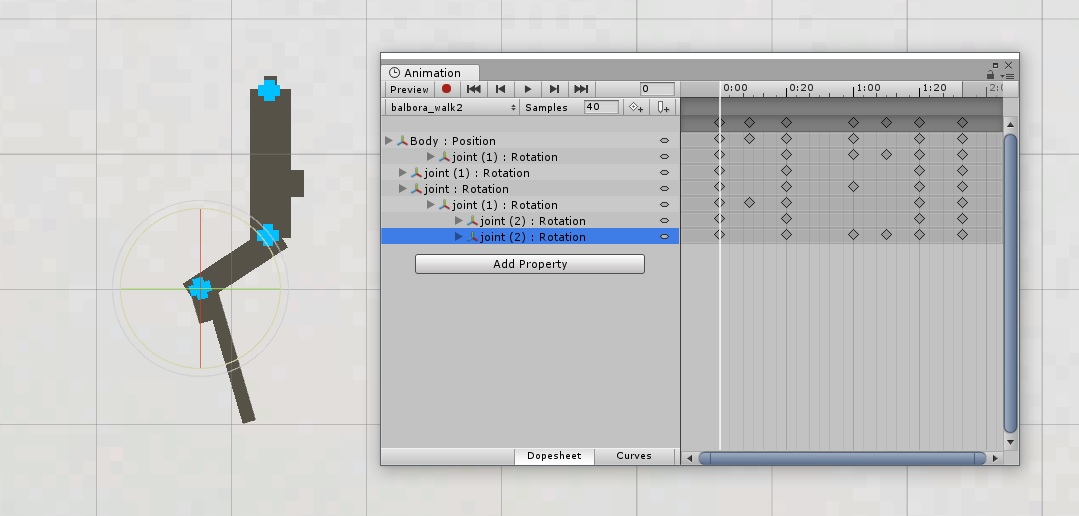 Animation
Preview 0 0:00 0:20 1:00 1:20 2:0
balbora_walk2 Samples 40
Body : Position
joint (1) : Rotation
joint (1) : Rotation
joint : Rotation
joint (1) : Rotation
joint (2) : Rotation
joint (2) : Rotation
Add Property
Dopesheet Curves